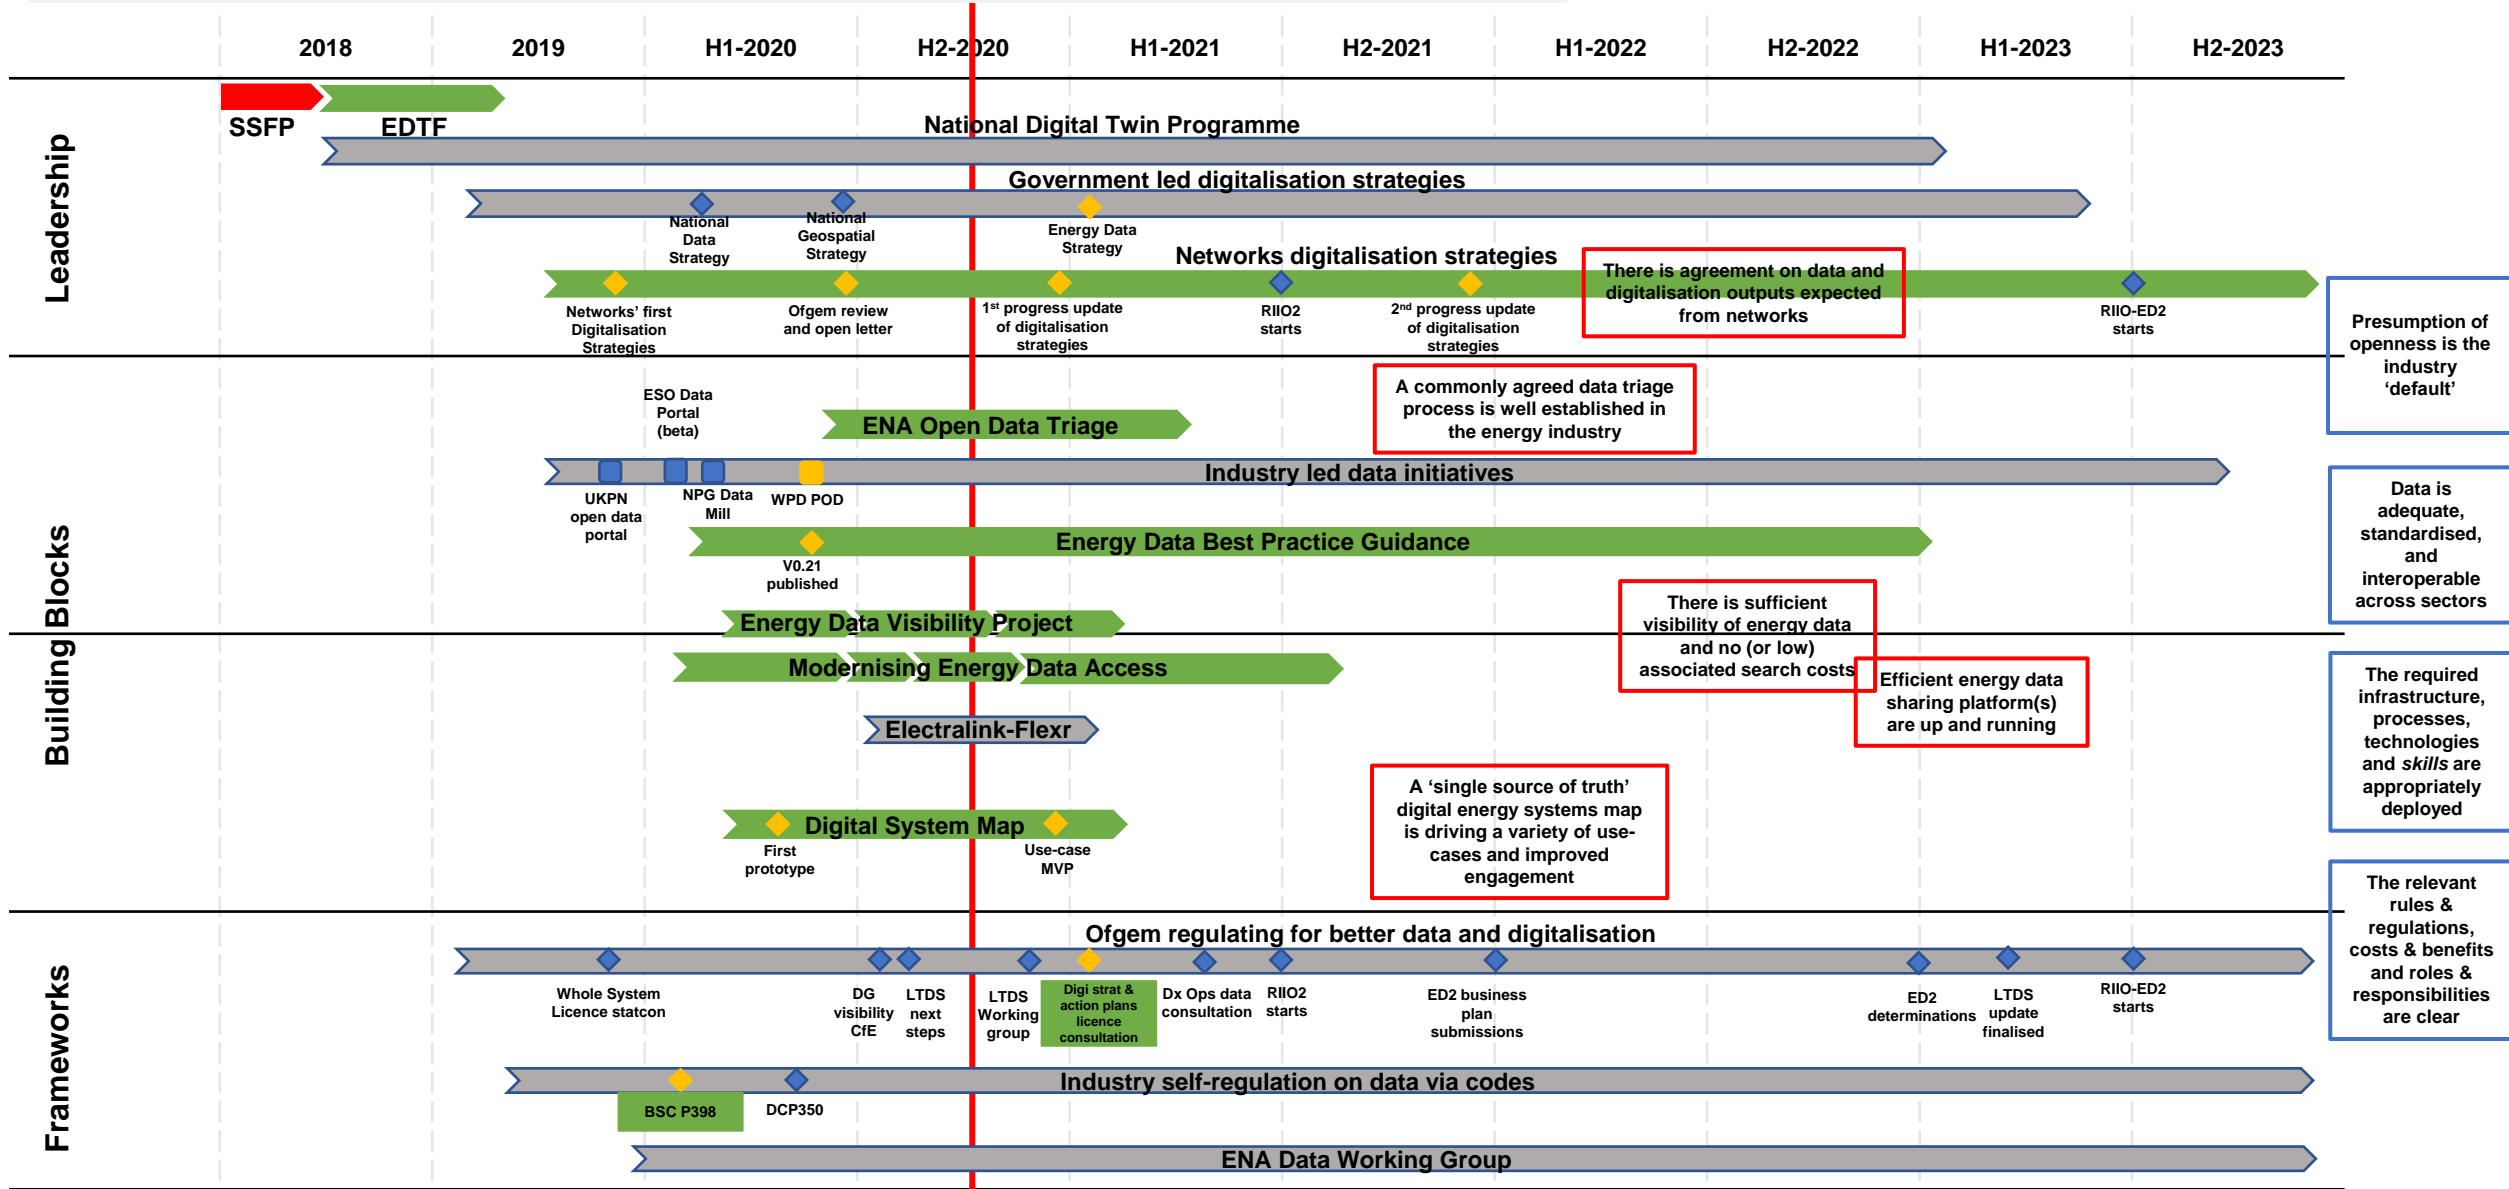 2018
2019
H1-2020
H2-2020
H1-2021
H2-2021
H1-2022
H2-2022
H1-2023
H2-2023
Leadership
SSFP
EDTF
National Digital Twin Programme
Government led digitalisation strategies
National
Data
Strategy
National
Geospatial
Strategy
Energy Data
Strategy
Networks digitalisation strategies
Networks' first
Digitalisation
Strategies
Ofgem review
and open letter
1st progress update
of digitalisation
strategies
RIIO2
starts
2nd progress update
of digitalisation
strategies
There is agreement on data and
digitalisation outputs expected
from networks
RIIO-ED2
starts
Presumption of
openness is the
industry
‘default’
Building Blocks
ESO Data
Portal
(beta)
ENA Open Data Triage
A commonly agreed data triage
process is well established in
the energy industry
Industry led data initiatives
UKPN
open data
portal
NPG Data
Mill
WPD POD
Data is
adequate,
standardised,
and
interoperable
across sectors
Energy Data Best Practice Guidance
V0.21
published
Energy Data Visibility Project
There is sufficient
visibility of energy data
and no (or low)
associated search costs
Modernising Energy Data Access
Efficient energy data
sharing platform(s)
are up and running
The required
infrastructure,
processes,
technologies
and skills are
appropriately
deployed
Electralink-Flexr
A ‘single source of truth’
digital energy systems map
is driving a variety of use-
cases and improved
engagement
Digital System Map
First
prototype
Use-case
MVP
Frameworks
Ofgem regulating for better data and digitalisation
Whole System
Licence statcon
DG
visibility
CfE
LTDS
next
steps
LTDS
Working
group
Digi strat &
action plans
licence
consultation
Dx Ops data
consultation
RIIO2
starts
ED2 business
plan
submissions
ED2
determinations
LTDS
update
finalised
RIIO-ED2
starts
The relevant
rules &
regulations,
costs & benefits
and roles &
responsibilities
are clear
Industry self-regulation on data via codes
BSC P398
DCP350
ENA Data Working Group